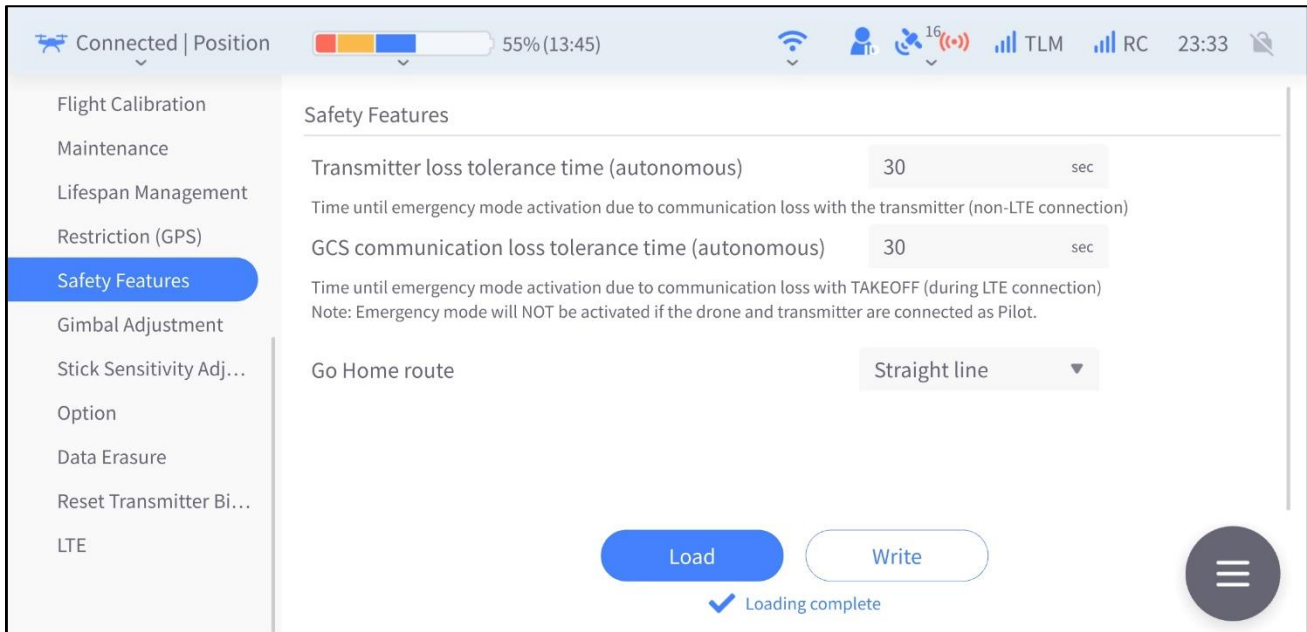 Connected | Position
55% (13:45)
16
TLM
RC
23:33
Flight Calibration
Maintenance
Lifespan Management
Restriction (GPS)
Safety Features
Gimbal Adjustment
Stick Sensitivity Adj...
Option
Data Erasure
Reset Transmitter Bi...
LTE
Safety Features
Transmitter loss tolerance time (autonomous)
30 sec
Time until emergency mode activation due to communication loss with the transmitter (non-LTE connection)
GCS communication loss tolerance time (autonomous)
30 sec
Time until emergency mode activation due to communication loss with TAKEOFF (during LTE connection)
Note: Emergency mode will NOT be activated if the drone and transmitter are connected as Pilot.
Go Home route
Straight line
Load
Write
Loading complete